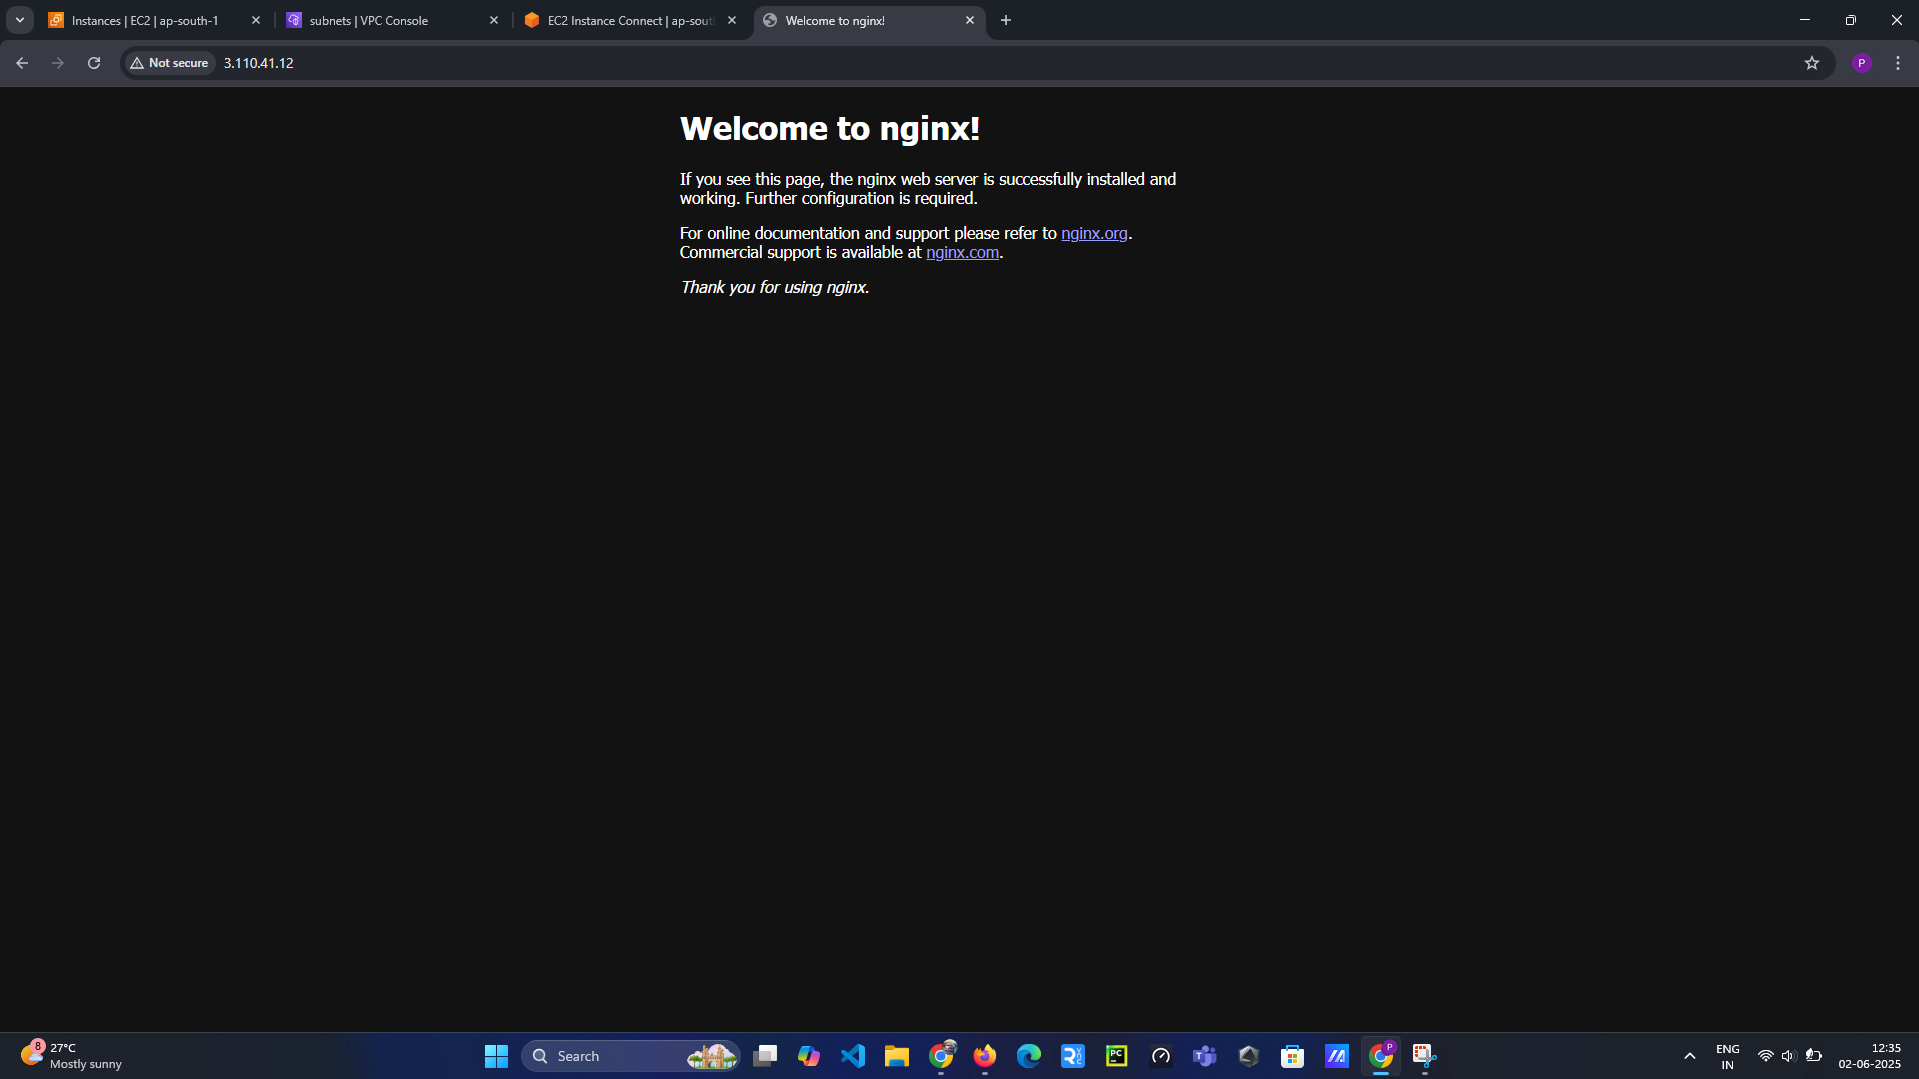 Instances | EC2 | ap-south-1
subnets | VPC Console
EC2 Instance Connect | ap-sout
Welcome to nginx!
Not secure
3.110.41.12
P
Welcome to nginx!
If you see this page, the nginx web server is successfully installed and
working. Further configuration is required.
For online documentation and support please refer to nginx.org.
Commercial support is available at nginx.com.
Thank you for using nginx.
8
27°C
Mostly sunny
Search
PC
T
P
ENG
IN
12:35
02-06-2025